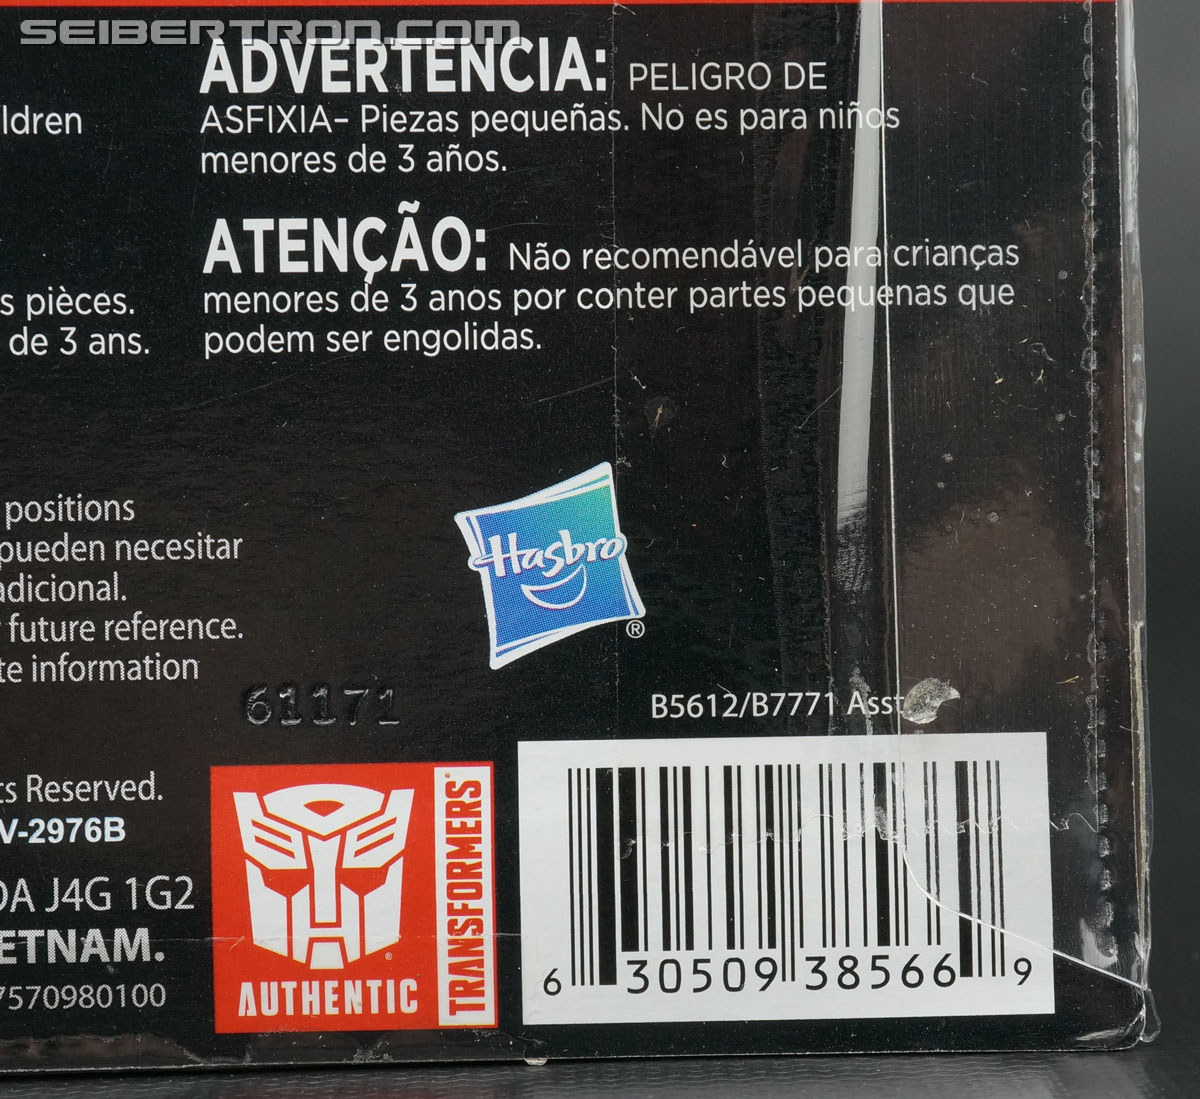 SEIBERTRON.com
ADVERTENCIA: PELIGRO DE
ASFIXIA– Piezas pequeñas. No es para niños
menores de 3 años.
ldren
ATENÇÃO: Não recomendável para crianças
menores de 3 anos por conter partes pequenas que
podem ser engolidas.
s pièces.
de 3 ans.
positions
pueden necesitar
adicional.
future reference.
te information
Hasbro
®
61171
B5612/B7771 Asst
ts Reserved.
V-2976B
DA J4G 1G2
ETNAM.
7570980100
AUTHENTIC
®
TRANSFORMERS
6 30509 38566 9